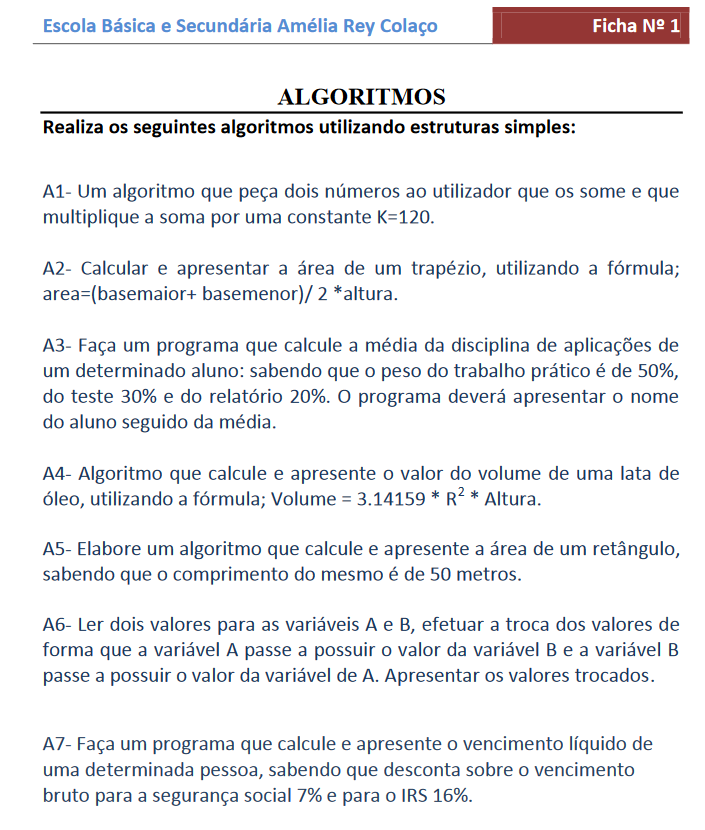 Escola Básica e Secundária Amélia Rey Colaço Ficha Nº 1
ALGORITMOS
Realiza os seguintes algoritmos utilizando estruturas simples:
A1- Um algoritmo que peça dois números ao utilizador que os some e que
multiplique a soma por uma constante K=120.
A2- Calcular e apresentar a área de um trapézio, utilizando a fórmula;
area=(basemaior+ basemenor)/ 2 *altura.
A3- Faça um programa que calcule a média da disciplina de aplicações de
um determinado aluno: sabendo que o peso do trabalho prático é de 50%,
do teste 30% e do relatório 20%. O programa deverá apresentar o nome
do aluno seguido da média.
A4- Algoritmo que calcule e apresente o valor do volume de uma lata de
óleo, utilizando a fórmula; Volume = 3.14159 * R² * Altura.
A5- Elabore um algoritmo que calcule e apresente a área de um retângulo,
sabendo que o comprimento do mesmo é de 50 metros.
A6- Ler dois valores para as variáveis A e B, efetuar a troca dos valores de
forma que a variável A passe a possuir o valor da variável B e a variável B
passe a possuir o valor da variável de A. Apresentar os valores trocados.
A7- Faça um programa que calcule e apresente o vencimento líquido de
uma determinada pessoa, sabendo que desconta sobre o vencimento
bruto para a segurança social 7% e para o IRS 16%.